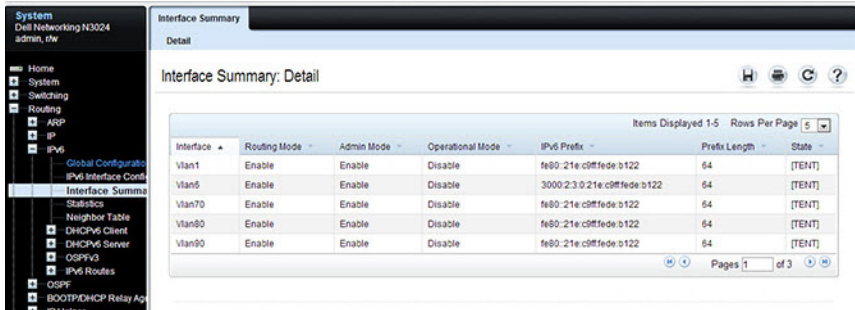 System
Dell Networking N3024
admin, r/w
Home
System
Switching
Routing
ARP
IP
IPv6
Global Configuratio
IPv6 Interface Confi
Interface Summa
Statistics
Neighbor Table
DHCPv6 Client
DHCPv6 Server
OSPFv3
IPv6 Routes
OSPF
BOOTP/DHCP Relay Age
Interface Summary
Detail
Interface Summary: Detail
Items Displayed 1-5 Rows Per Page 5
Interface Routing Mode Admin Mode Operational Mode IPv6 Prefix Prefix Length State
Vlan1 Enable Enable Disable fe80::21e:c9ff:fede:b122 64 [TENT]
Vlan5 Enable Enable Disable 3000:2:3:0:21e:c9ff:fede:b122 64 [TENT]
Vlan70 Enable Enable Disable fe80::21e:c9ff:fede:b122 64 [TENT]
Vlan80 Enable Enable Disable fe80::21e:c9ff:fede:b122 64 [TENT]
Vlan90 Enable Enable Disable fe80::21e:c9ff:fede:b122 64 [TENT]
Pages 1 of 3